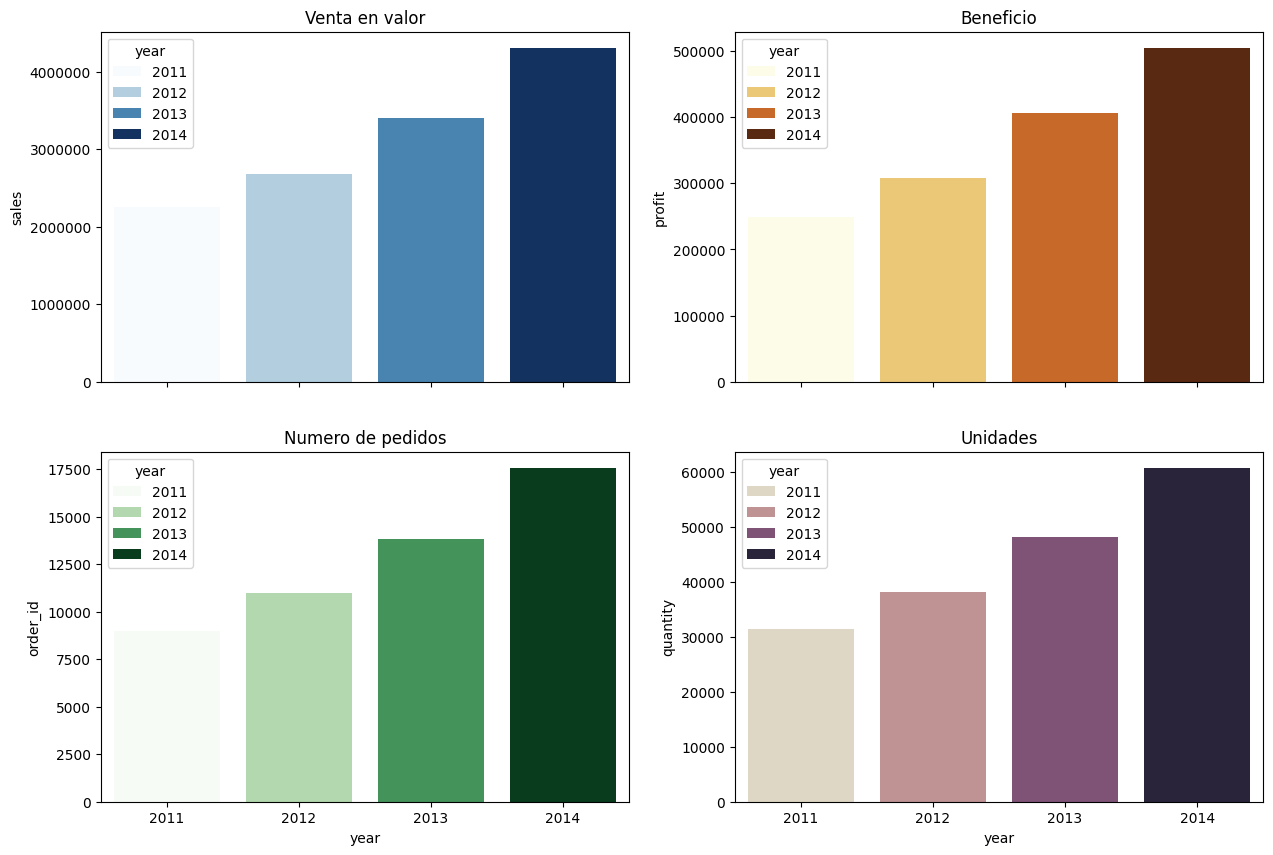 Venta en valor
year
2011
2012
2013
2014
4000000
3000000
2000000
1000000
0
sales
Beneficio
year
2011
2012
2013
2014
500000
400000
300000
200000
100000
0
profit
Numero de pedidos
year
2011
2012
2013
2014
17500
15000
12500
10000
7500
5000
2500
0
order_id
2011 2012 2013 2014
year
Unidades
year
2011
2012
2013
2014
60000
50000
40000
30000
20000
10000
0
quantity
2011 2012 2013 2014
year